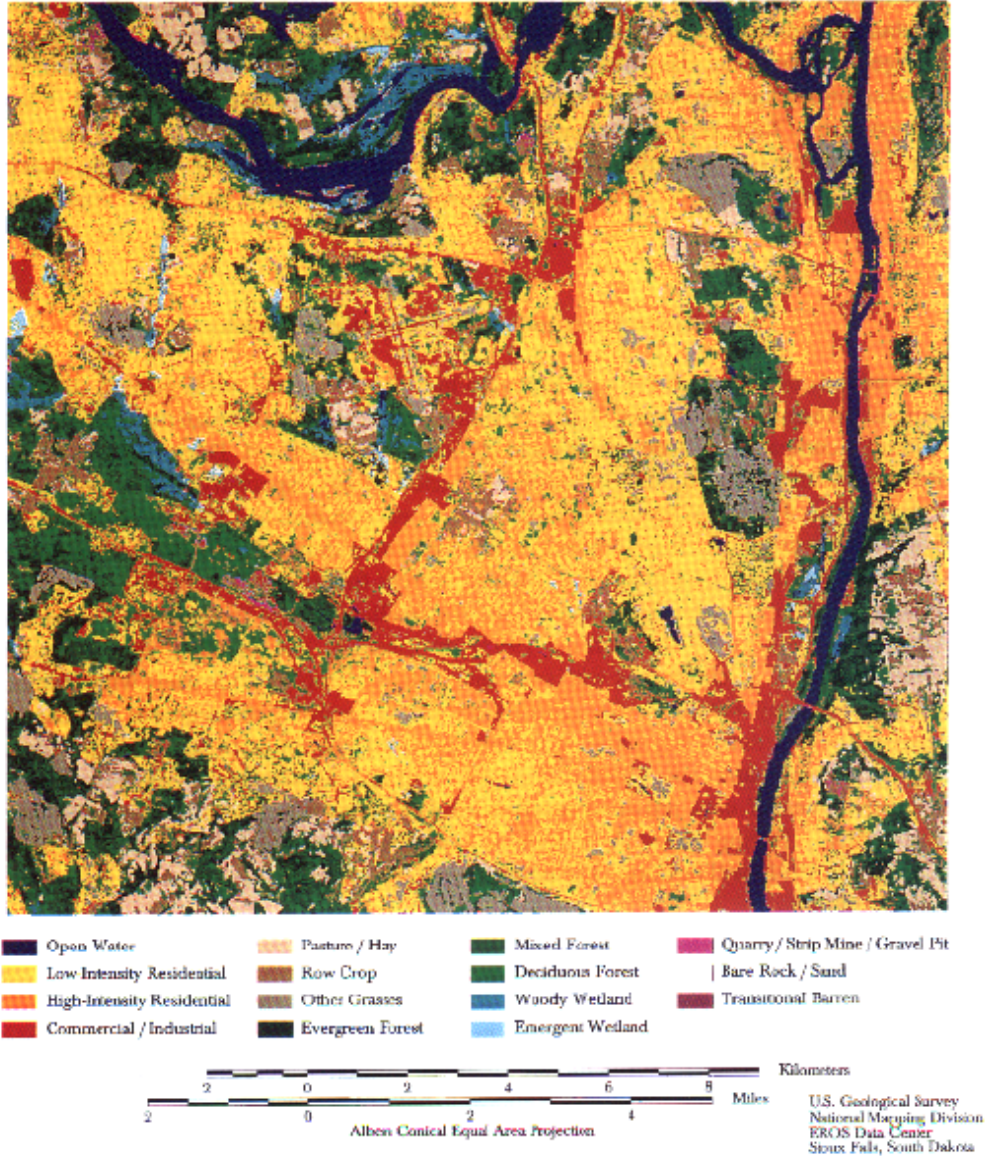 Open Water
Low Intensity Residential
High-Intensity Residential
Commercial / Industrial
Pasture / Hay
Row Crop
Other Grasses
Evergreen Forest
Mixed Forest
Deciduous Forest
Woody Wetland
Emergent Wetland
Quarry / Strip Mine / Gravel Pit
Bare Rock / Sand
Transitional Barren
Kilometers
2 0 2 4 6 8
Miles
2 0 2 4
Albers Conical Equal Area Projection
U.S. Geological Survey
National Mapping Division
EROS Data Center
Sioux Falls, South Dakota